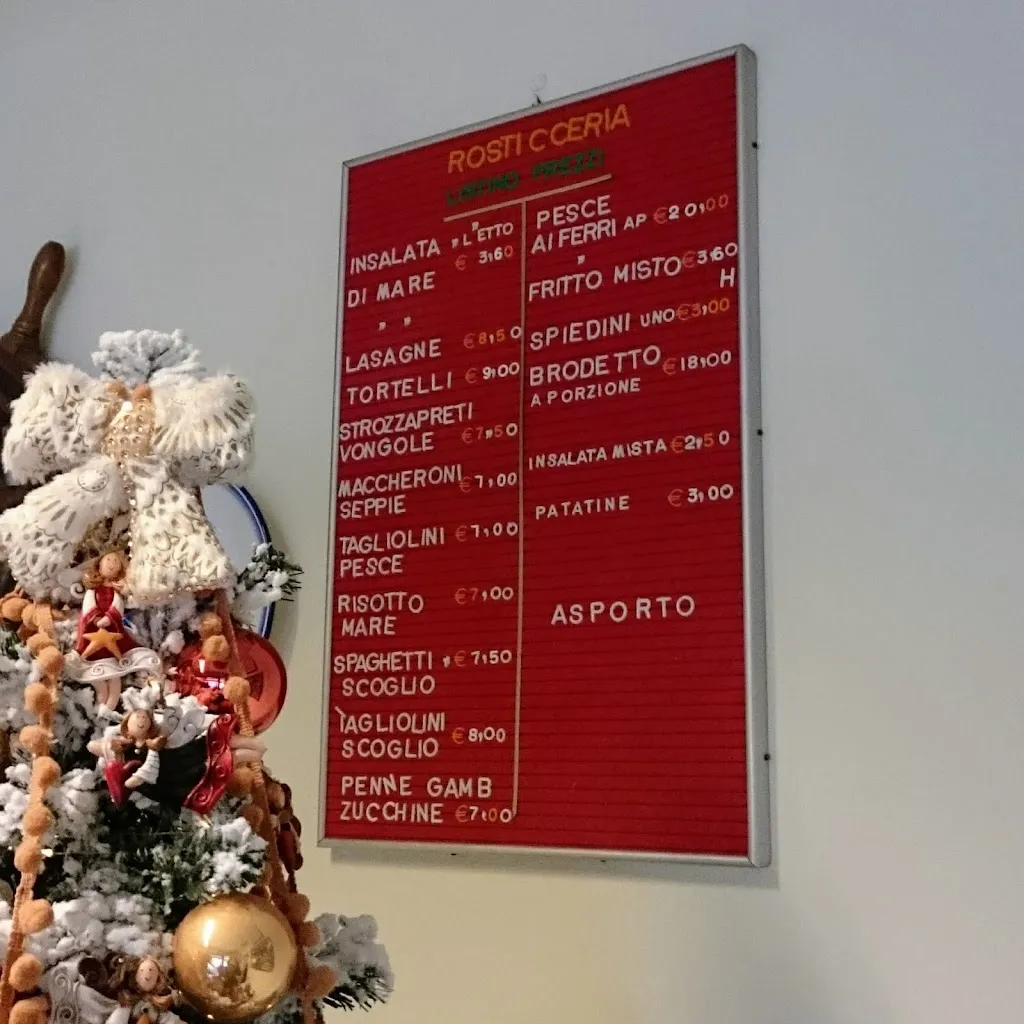 ROSTICCERIA
LISTINO PREZZI
INSALATA "L'ETTO
DI MARE € 3,60
" "
LASAGNE € 8,50
TORTELLI € 9,00
STROZZAPRETI
VONGOLE € 7,50
MACCHERONI € 7,00
SEPPIE
TAGLIOLINI € 7,00
PESCE
RISOTTO € 7,00
MARE
SPAGHETTI € 7,50
SCOGLIO
TAGLIOLINI
SCOGLIO € 8,00
PENNE GAMB
ZUCCHINE € 7,00
PESCE
AI FERRI AP € 20,00
"
FRITTO MISTO € 3,60
H
SPIEDINI UNO € 3,00
BRODETTO € 18,00
A PORZIONE
INSALATA MISTA € 2,50
PATATINE € 3,00
ASPORTO